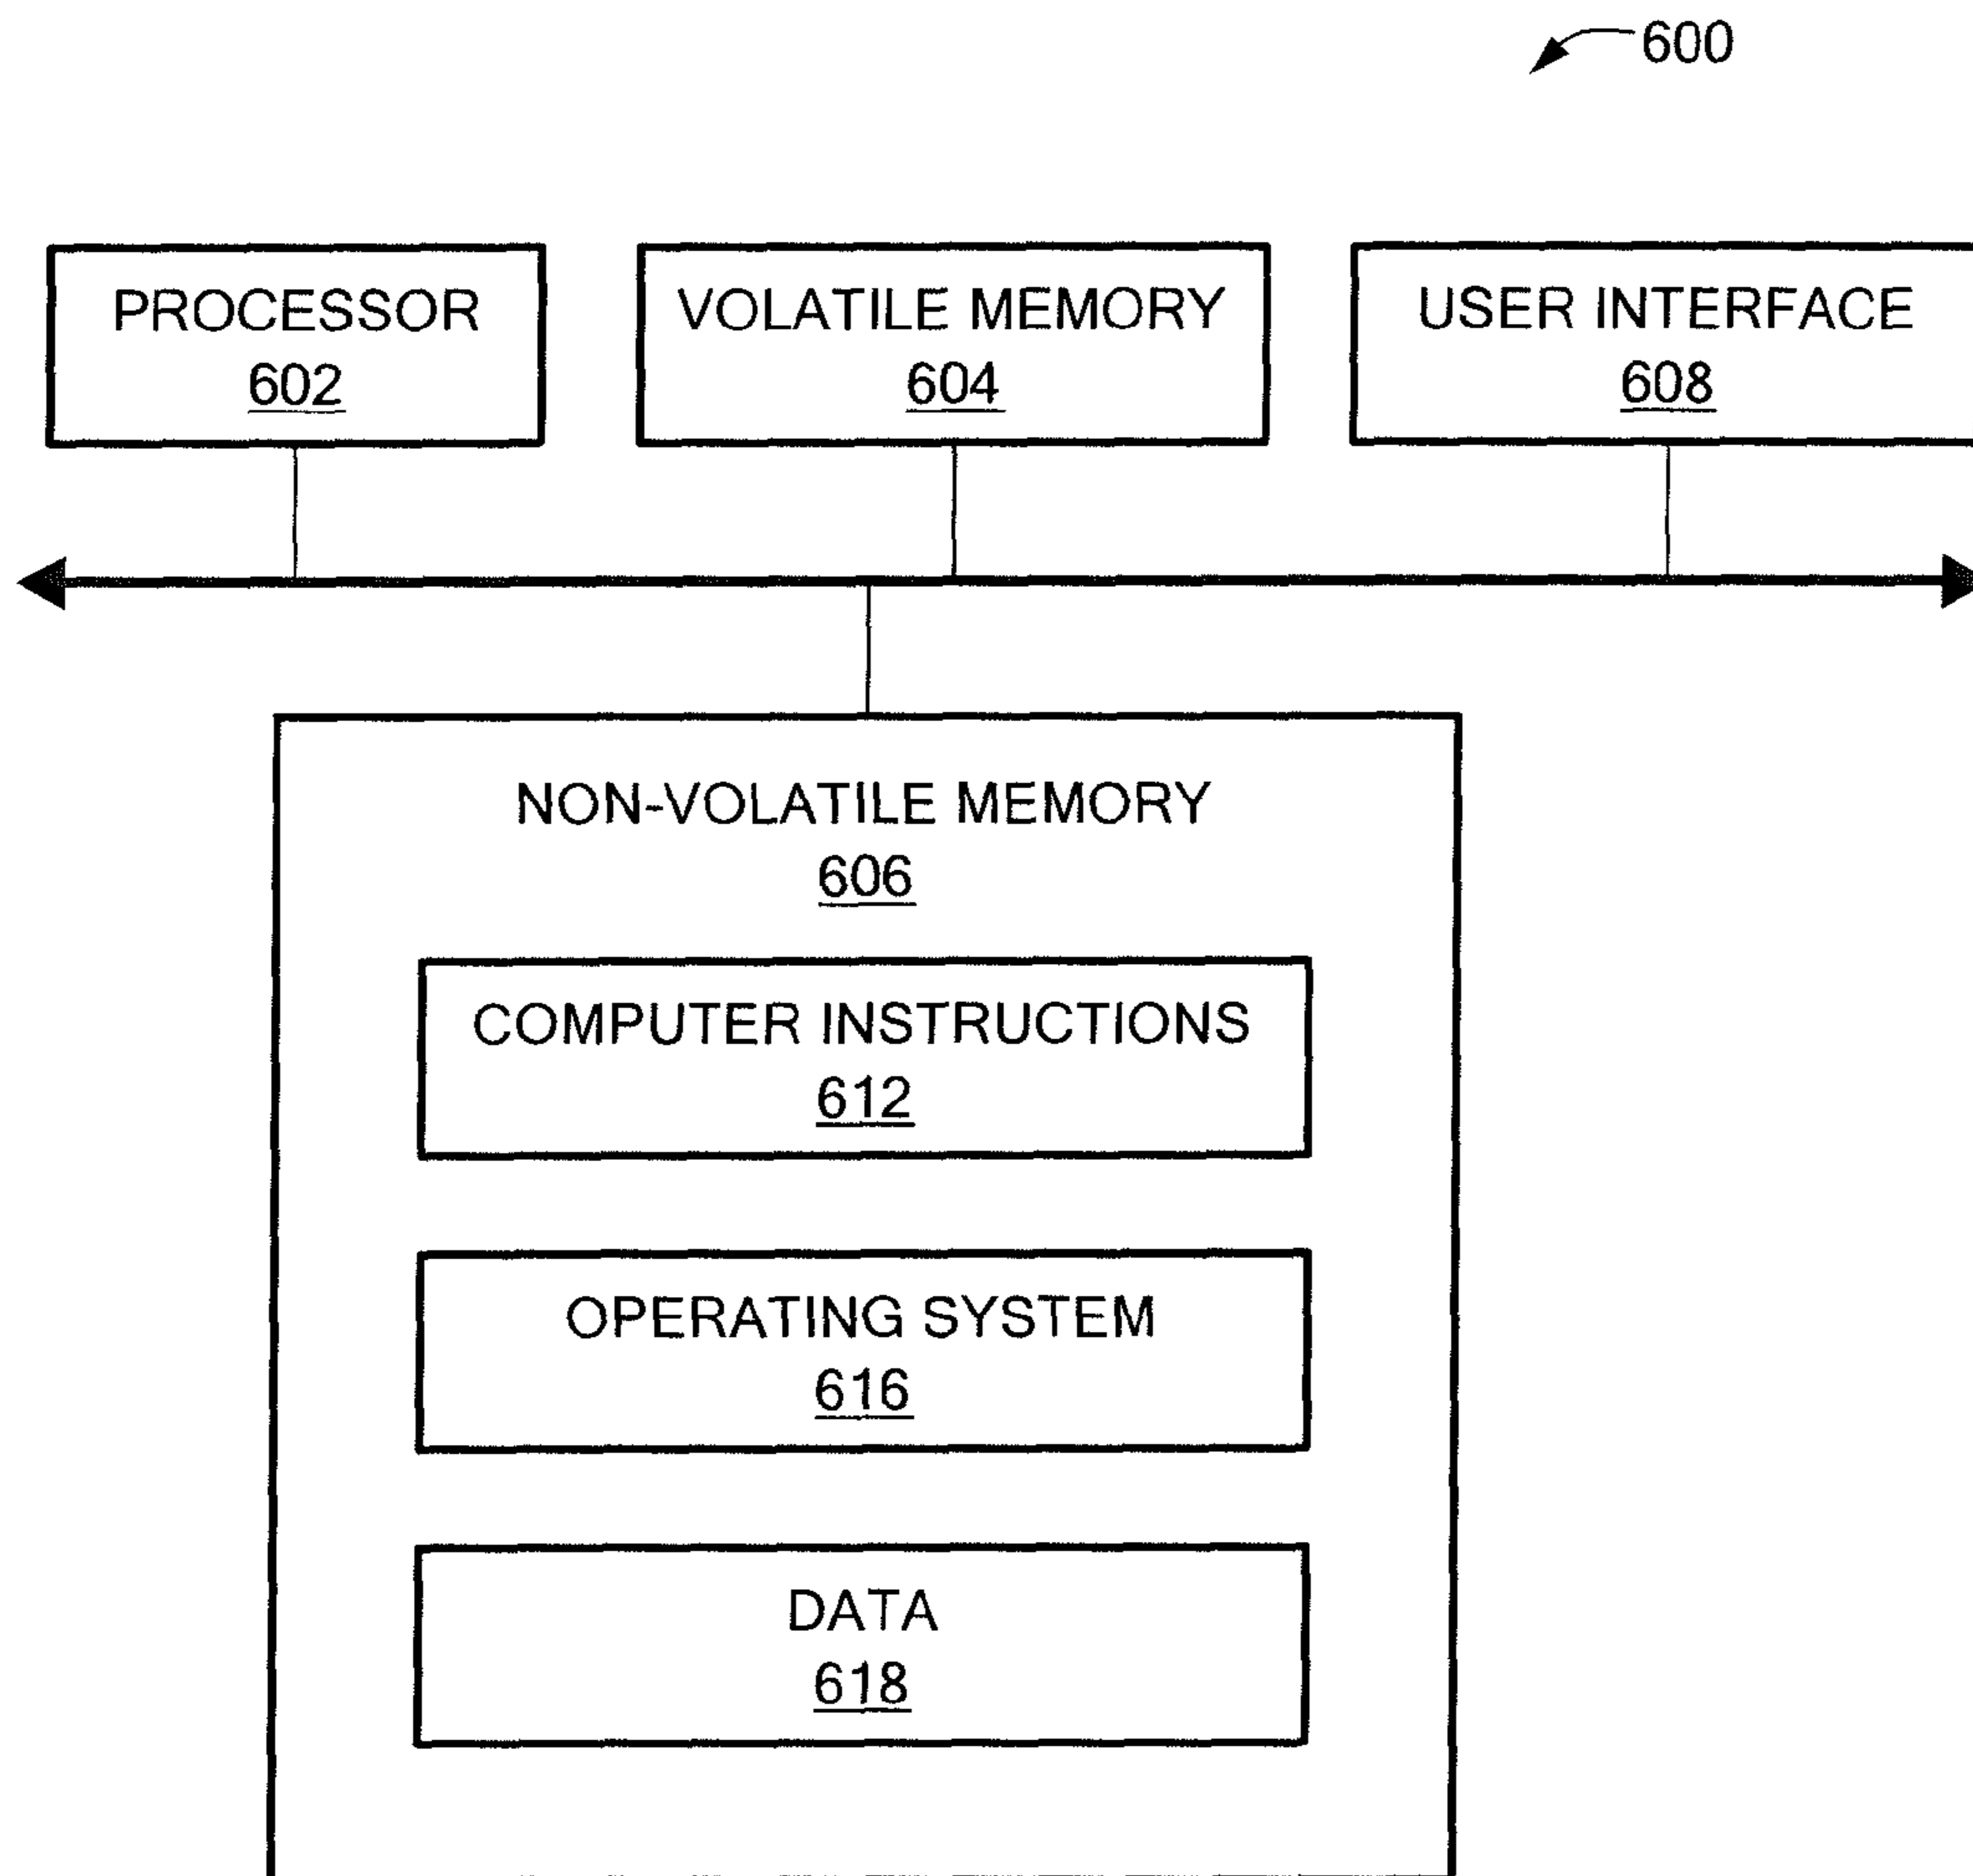 600
PROCESSOR
602
VOLATILE MEMORY
604
USER INTERFACE
608
NON-VOLATILE MEMORY
606
COMPUTER INSTRUCTIONS
612
OPERATING SYSTEM
616
DATA
618